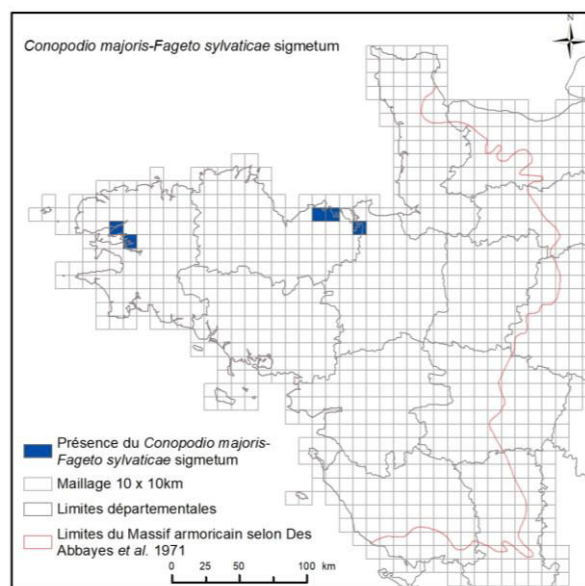 Conopodio majoris-Fageto sylvaticae sigmetum
N
Présence du Conopodio majoris-
Fageto sylvaticae sigmetum
Maillage 10 x 10km
Limites départementales
Limites du Massif armoricain selon Des
Abbayes et al. 1971
0 25 50 100 km